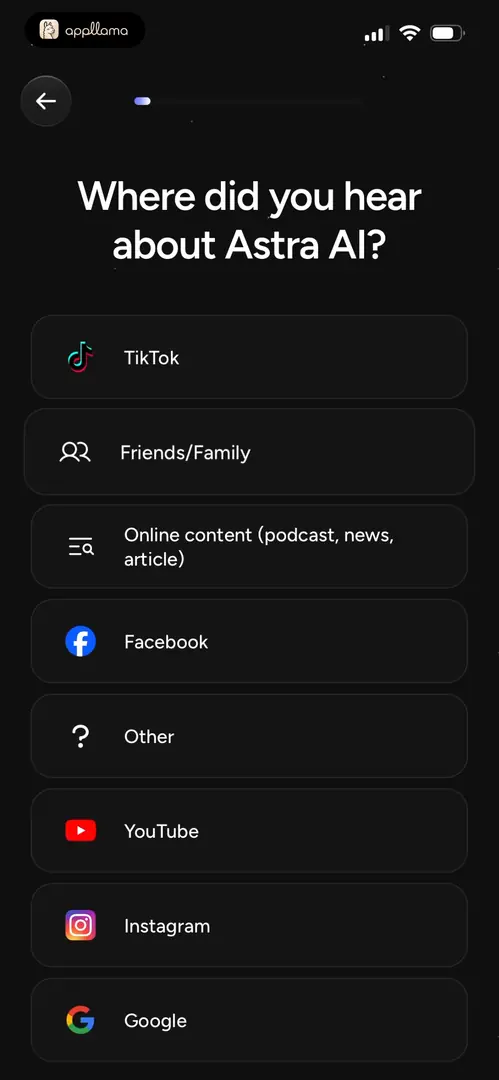 appllama
Where did you hear
about Astra AI?
TikTok
Friends/Family
Online content (podcast, news,
article)
Facebook
Other
YouTube
Instagram
Google